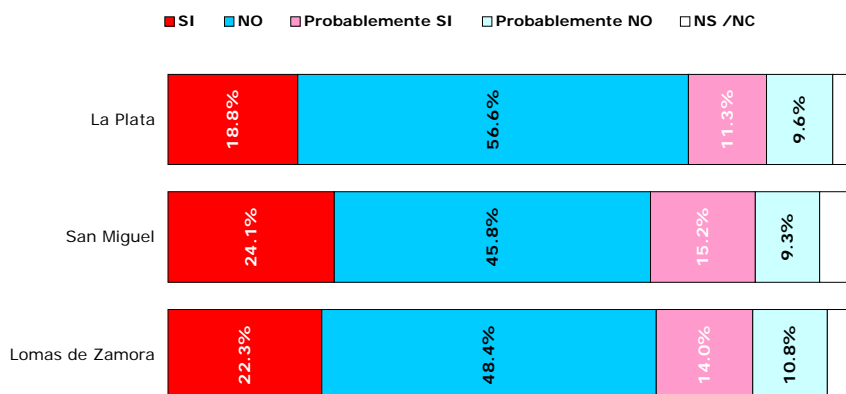 SI NO Probablemente SI Probablemente NO NS /NC
La Plata 18.8% 56.6% 11.3% 9.6%
San Miguel 24.1% 45.8% 15.2% 9.3%
Lomas de Zamora 22.3% 48.4% 14.0% 10.8%